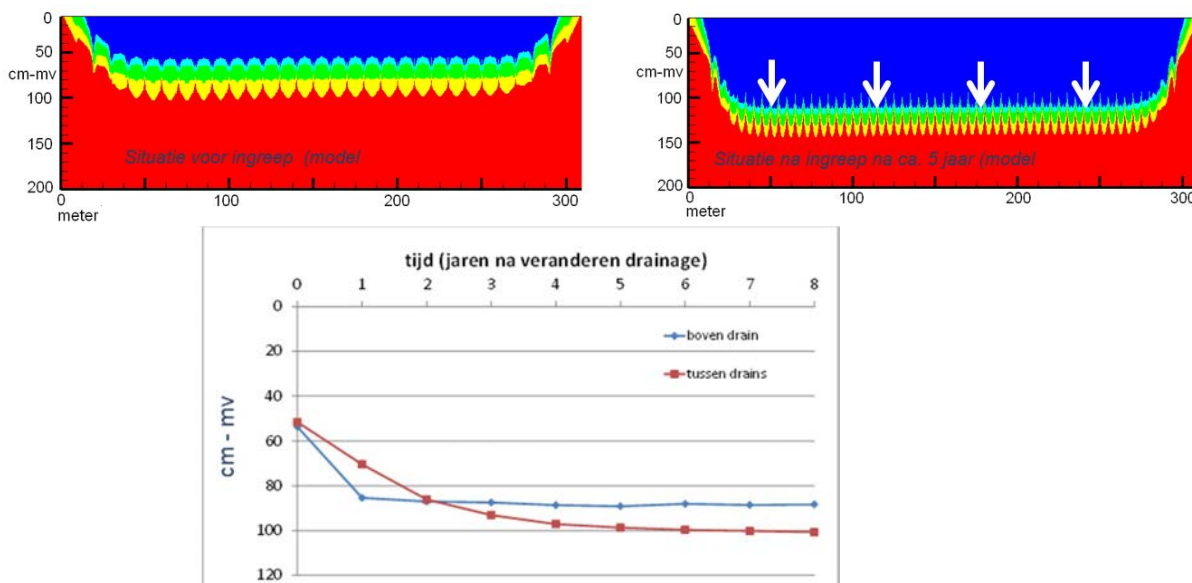 0
50
cm-mv
100
150
200
Situatie voor ingreep (model
0 100 200 300
meter
0
50
cm-mv
100
150
200
Situatie na ingreep na ca. 5 jaar (model
0 100 200 300
meter
tijd (jaren na veranderen drainage)
0 1 2 3 4 5 6 7 8
0
20
40
60
80
100
120
cm - mv
boven drain
tussen drains